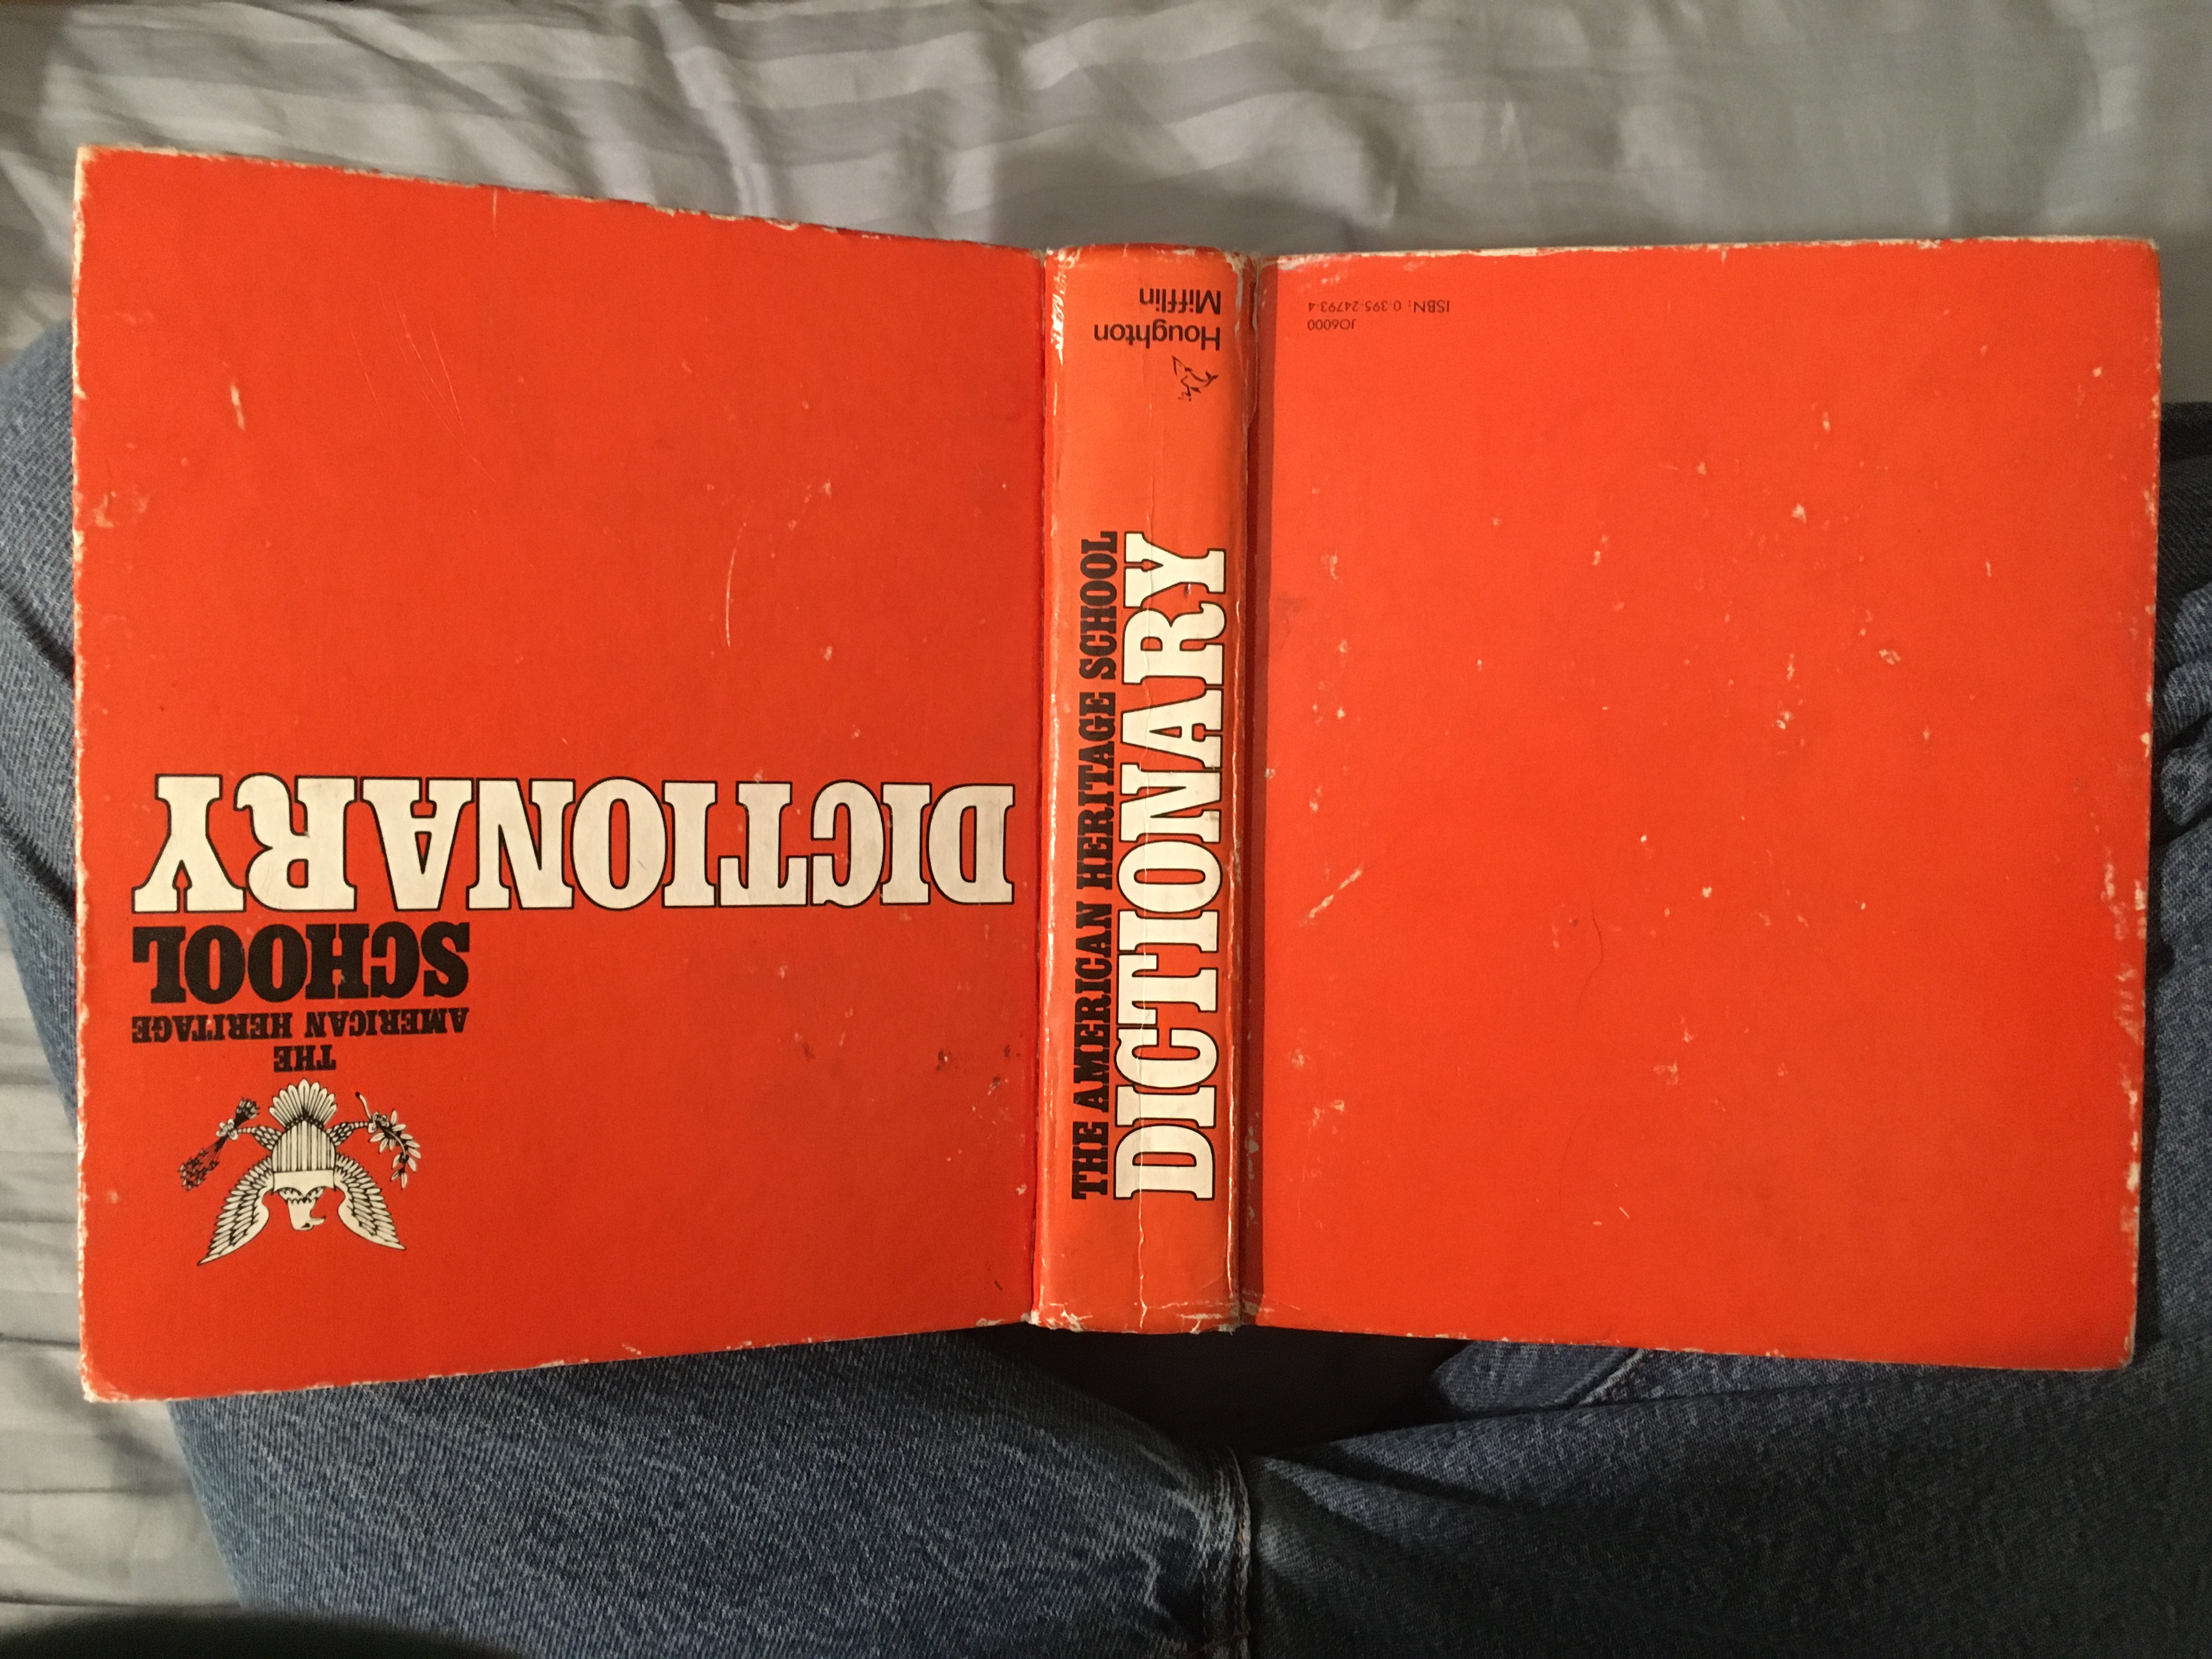 THE
AMERICAN HERITAGE
SCHOOL
DICTIONARY
THE AMERICAN HERITAGE SCHOOL
DICTIONARY
Houghton
Mifflin
JO6000
ISBN: 0-395-24793-4